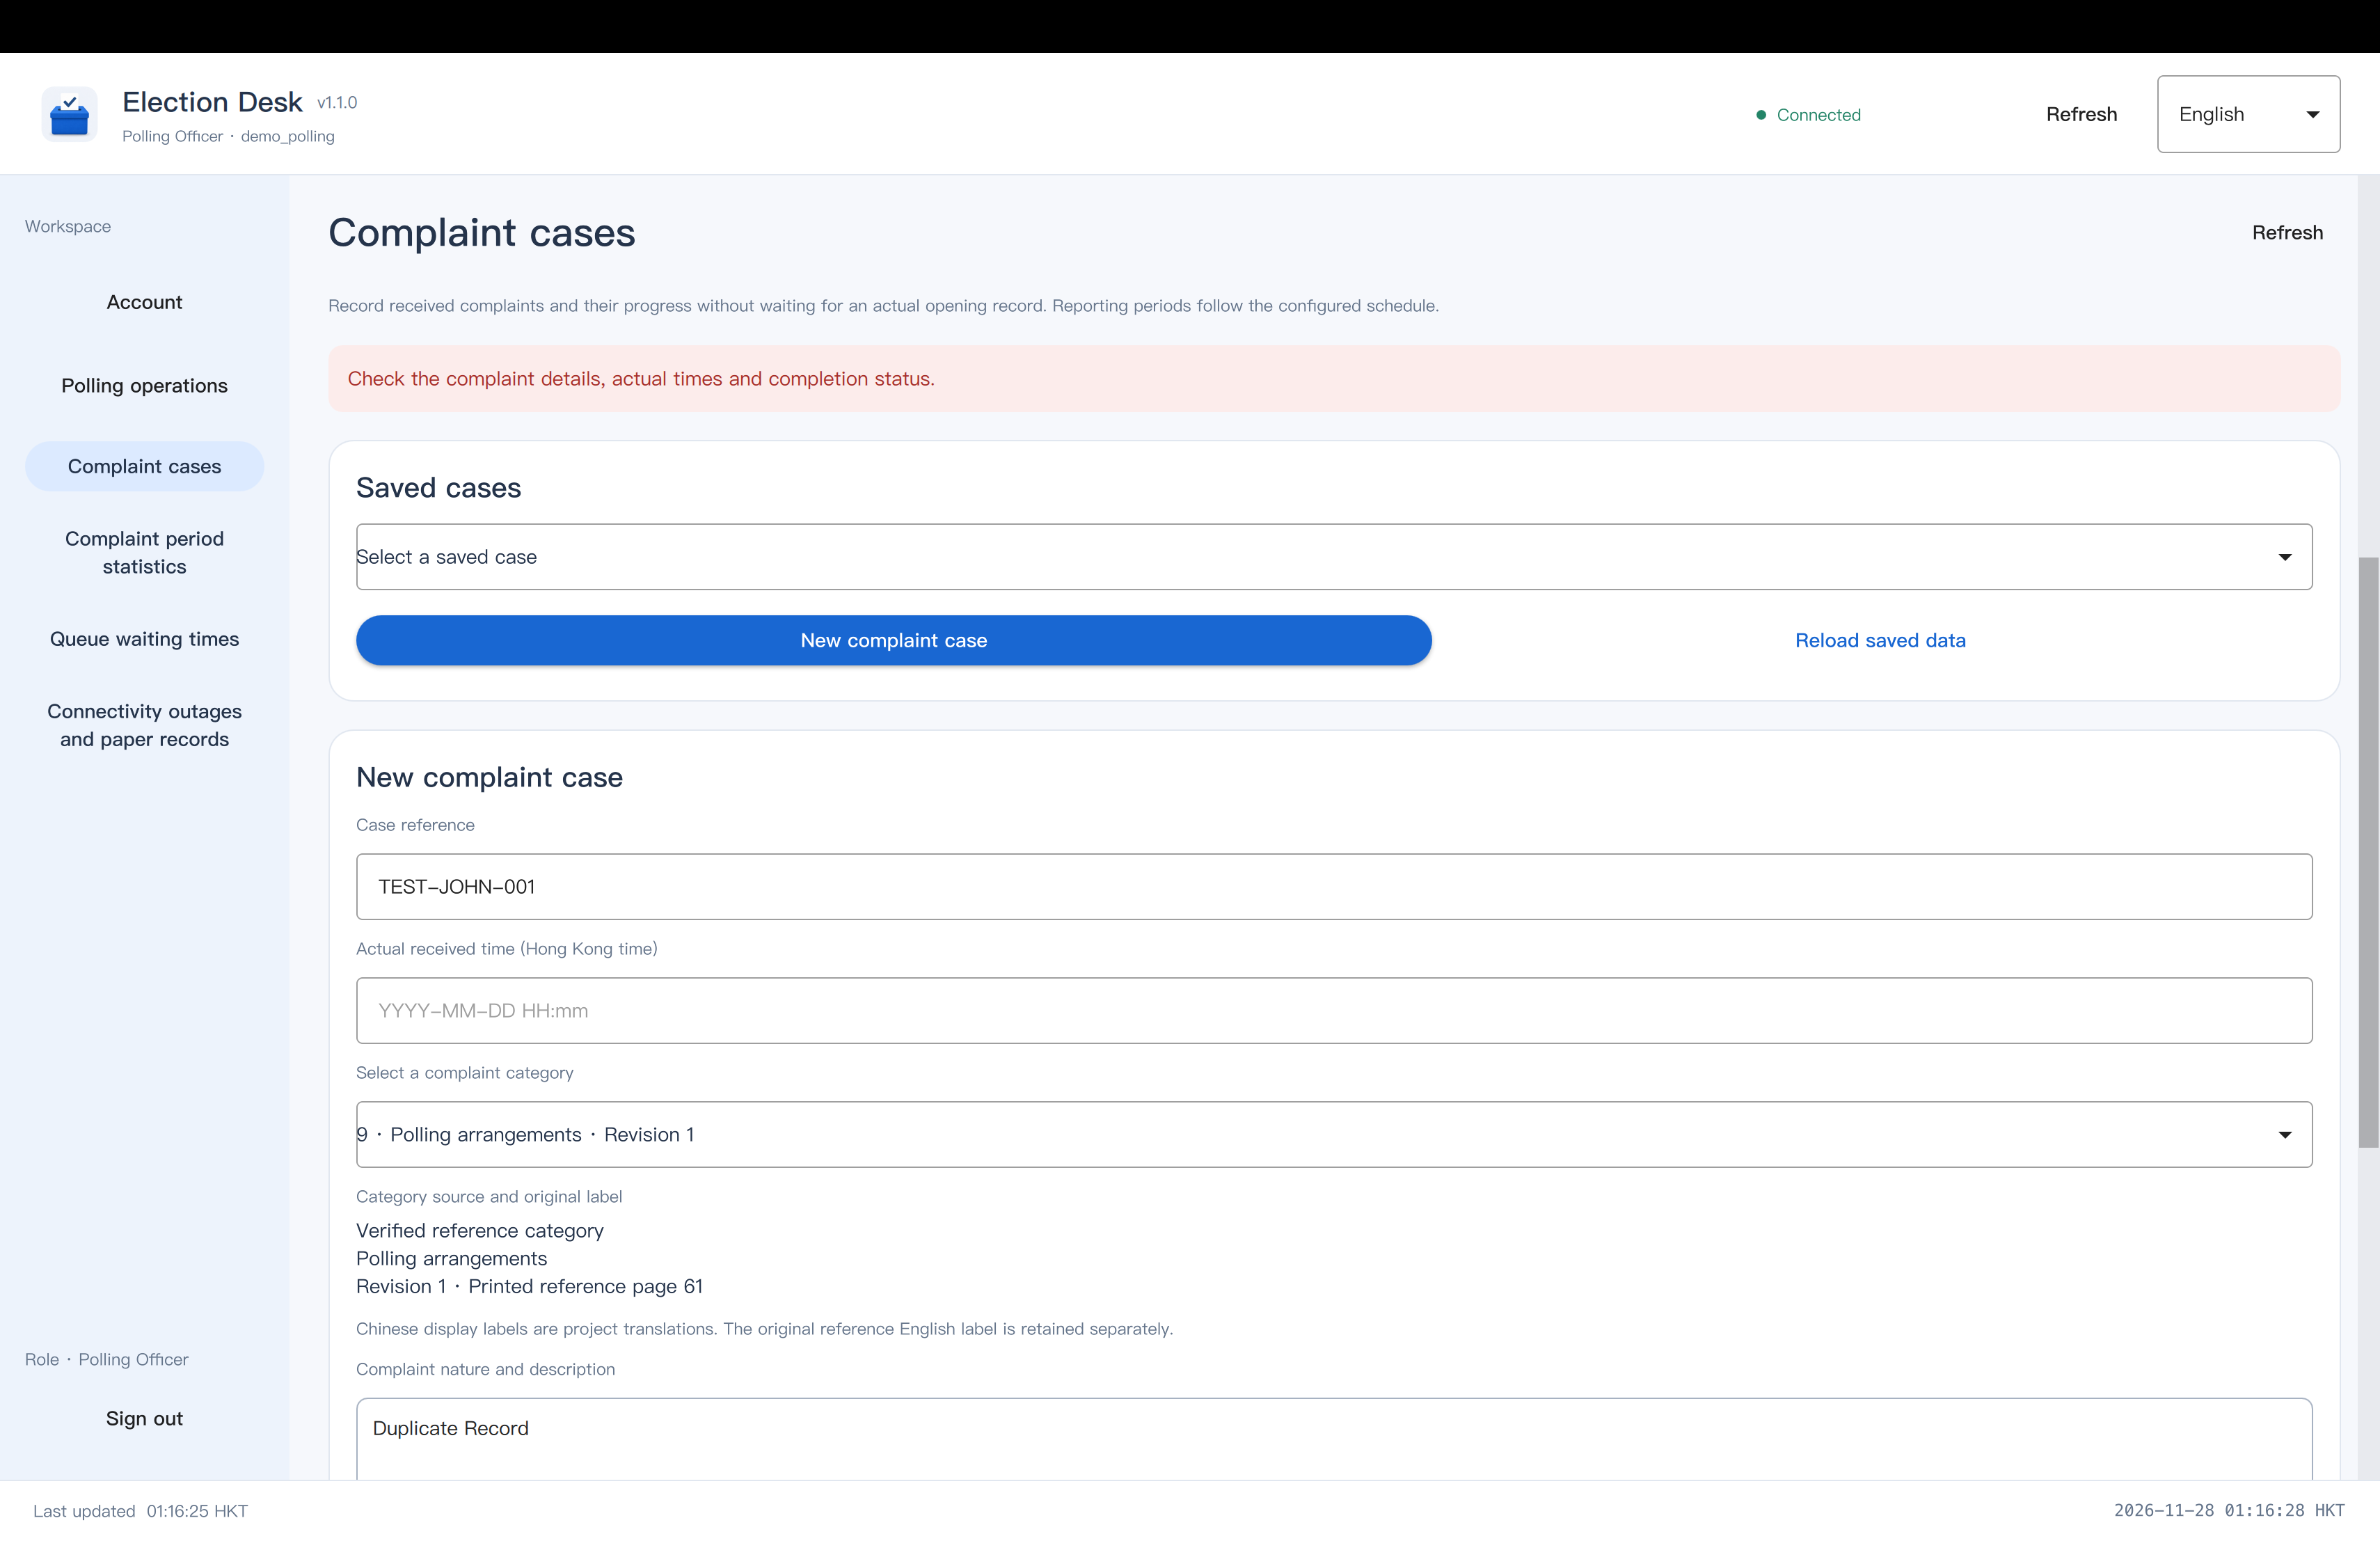 Election Desk v1.1.0
Polling Officer · demo_polling
Connected
Refresh
English
Workspace
Account
Polling operations
Complaint cases
Complaint period
statistics
Queue waiting times
Connectivity outages
and paper records
Role · Polling Officer
Sign out
Complaint cases
Refresh
Record received complaints and their progress without waiting for an actual opening record. Reporting periods follow the configured schedule.
Check the complaint details, actual times and completion status.
Saved cases
Select a saved case
New complaint case
Reload saved data
New complaint case
Case reference
TEST-JOHN-001
Actual received time (Hong Kong time)
YYYY-MM-DD HH:mm
Select a complaint category
9 · Polling arrangements · Revision 1
Category source and original label
Verified reference category
Polling arrangements
Revision 1 · Printed reference page 61
Chinese display labels are project translations. The original reference English label is retained separately.
Complaint nature and description
Duplicate Record
Last updated 01:16:25 HKT
2026-11-28 01:16:28 HKT